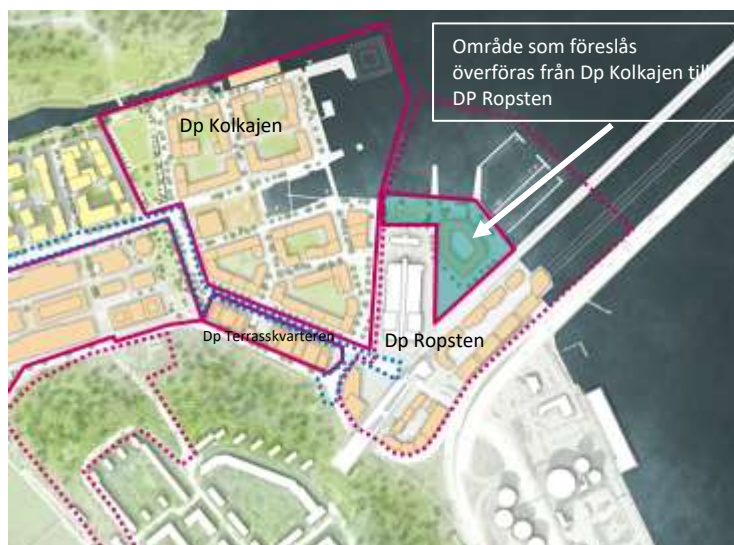 Område som föreslås
överföras från Dp Kolkajen till
DP Ropsten
Dp Kolkajen
Dp Terrasskvarteren
Dp Ropsten